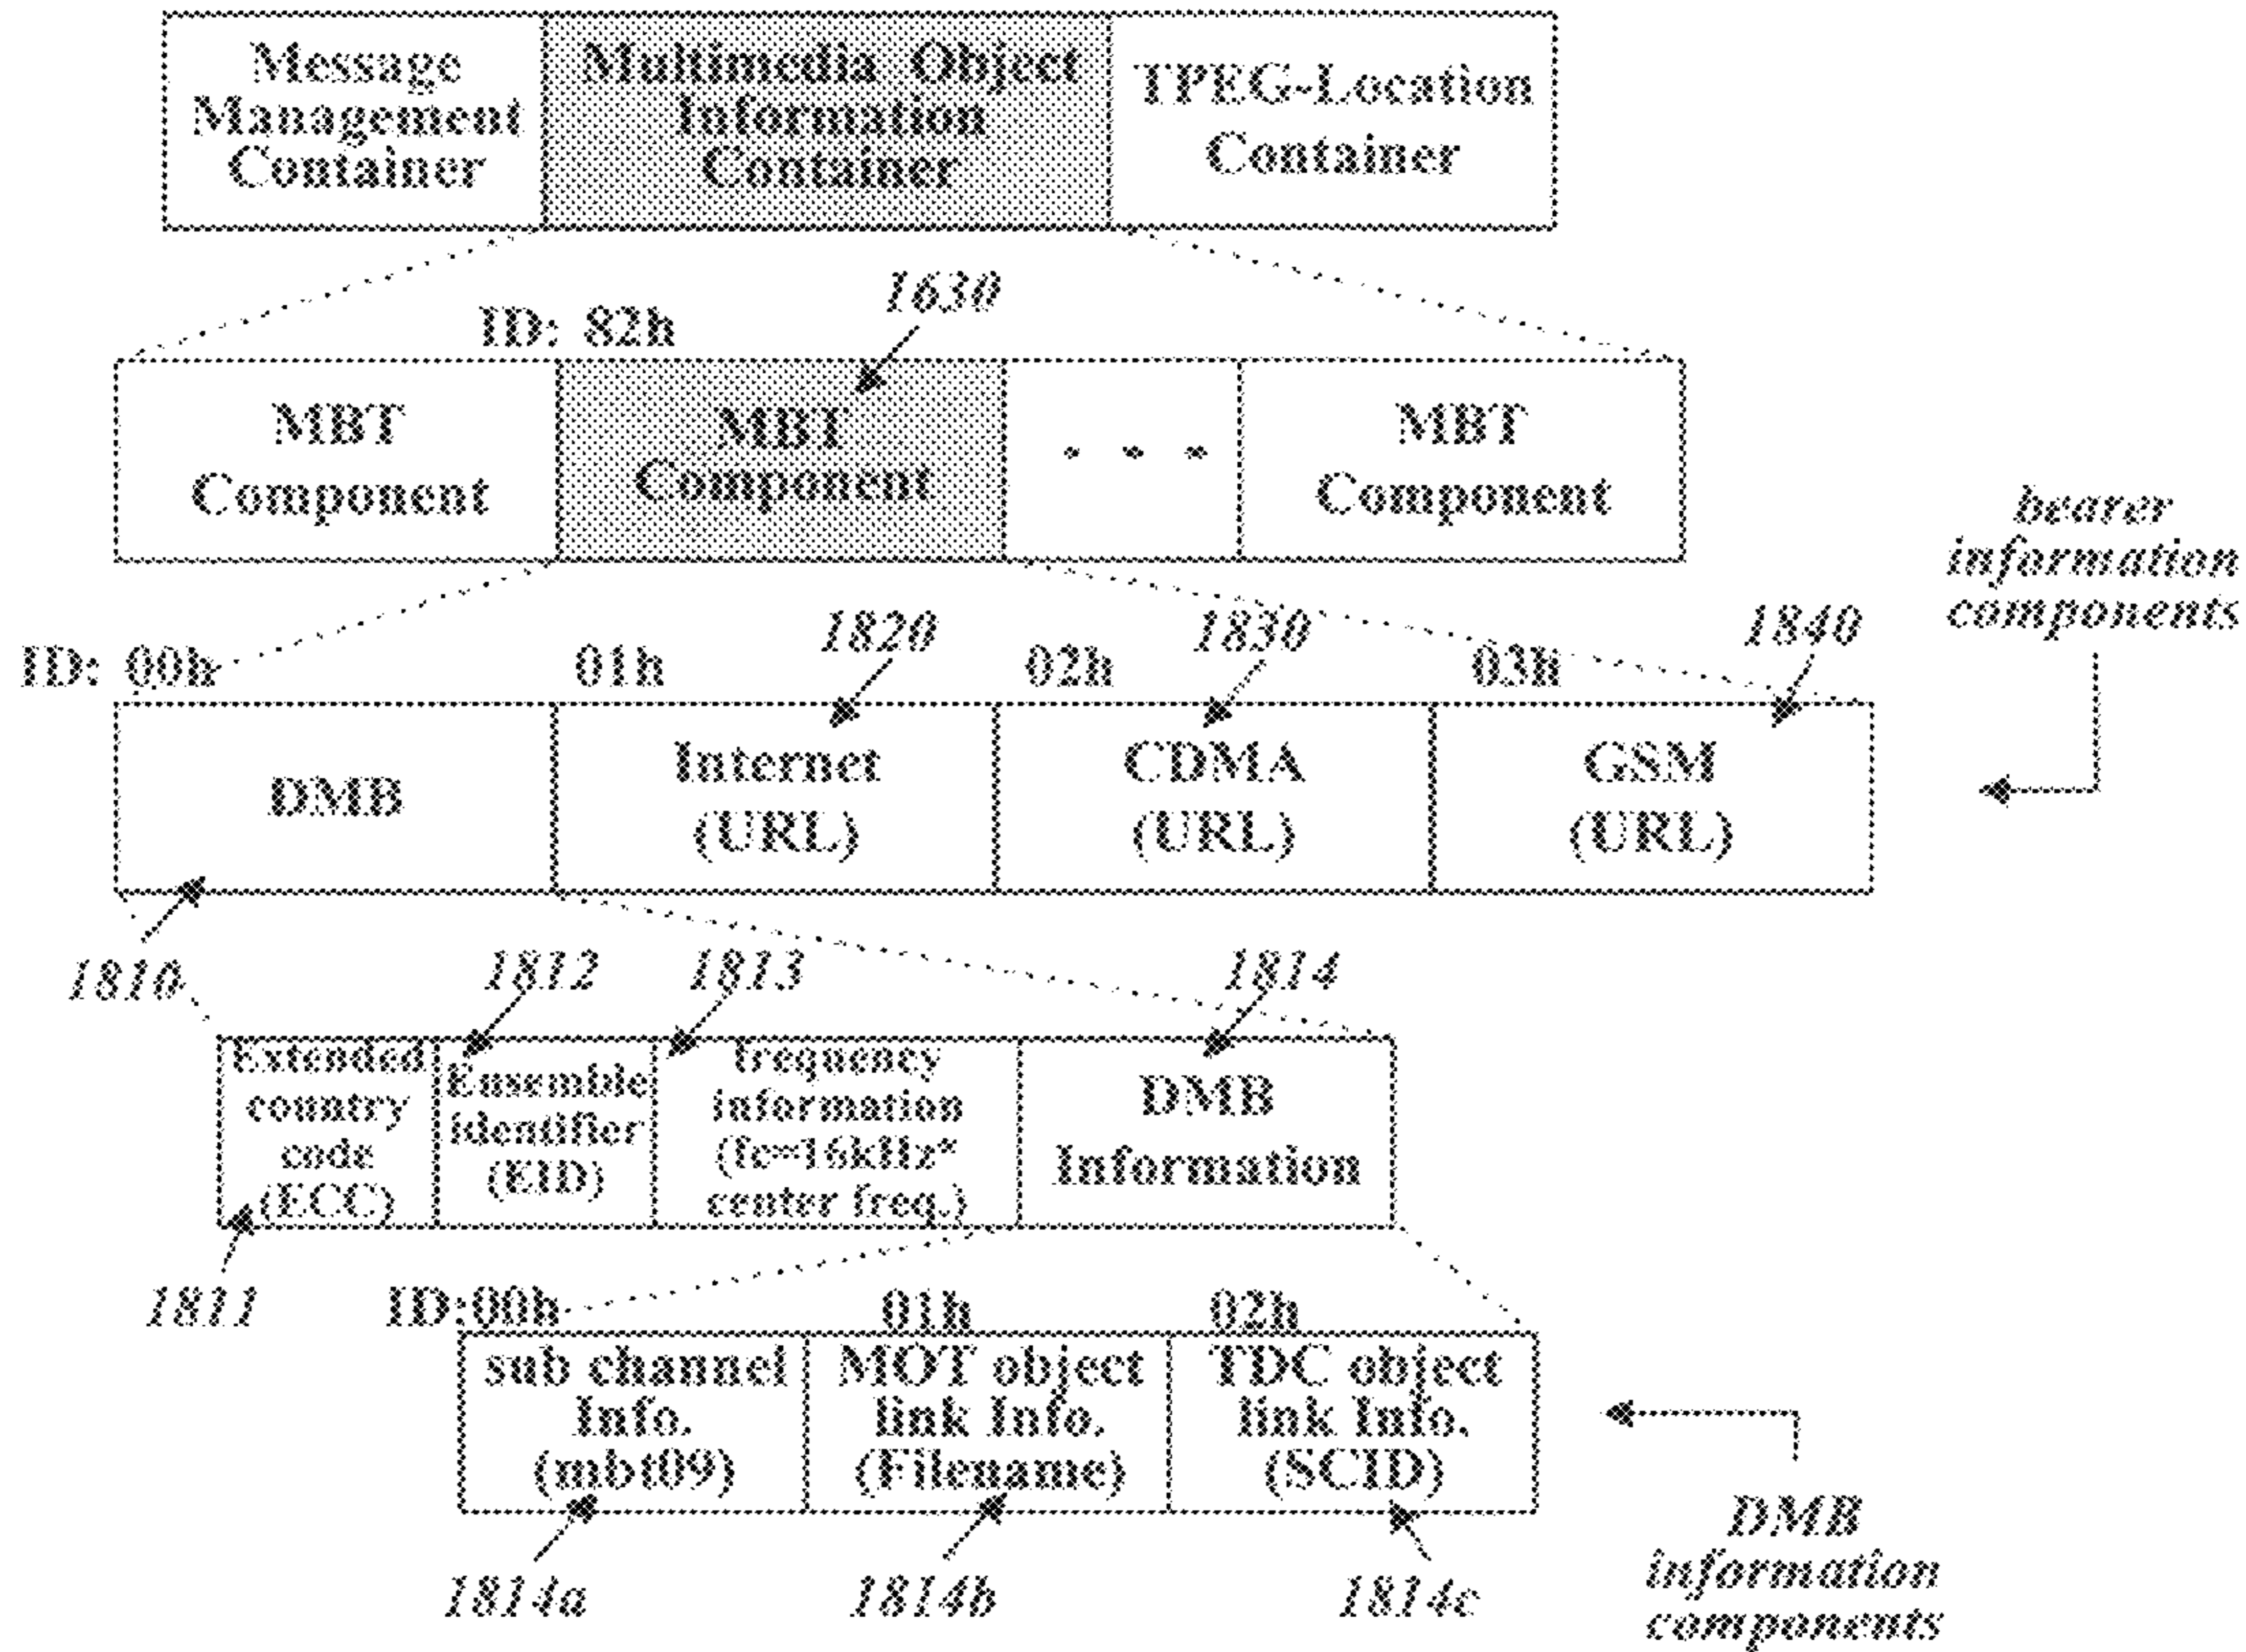 Message
Management
Container
Multimedia Object
Information
Container
TPEG-Location
Container
1630
ID: 82h
MBT
Component
MBT
Component
. . .
MBT
Component
bearer
information
components
ID: 00h
01h
1820
02h
1830
03h
1840
DMB
Internet
(URL)
CDMA
(URL)
GSM
(URL)
1810
1812
1813
1814
Extended
country
code
(ECC)
Ensemble
identifier
(EID)
frequency
information
(fc=16kHz*
center freq.)
DMB
Information
1811
ID:00h
01h
02h
sub channel
Info.
(mbt09)
MOT object
link Info.
(Filename)
TDC object
link Info.
(SCID)
1814a
1814b
1814c
DMB
information
components